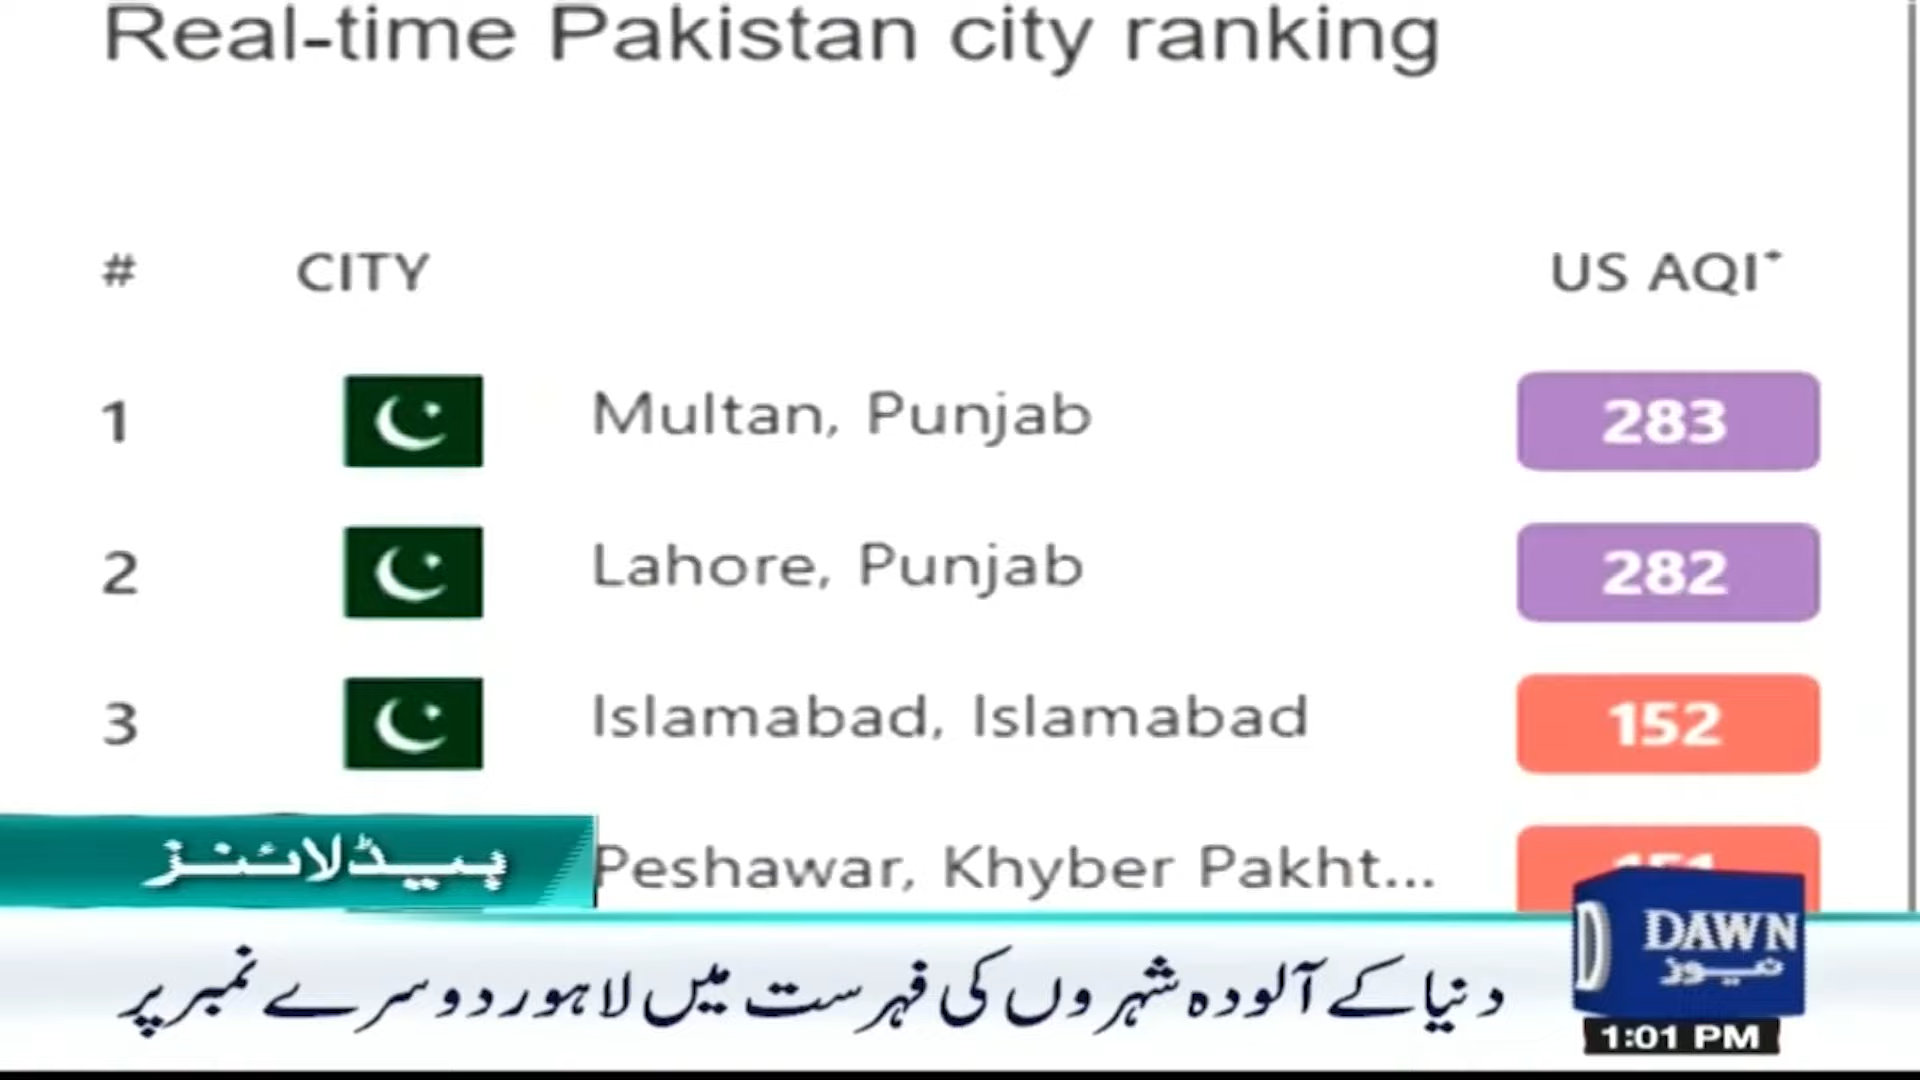 Real-time Pakistan city ranking
# CITY US AQI+
1 Multan, Punjab 283
2 Lahore, Punjab 282
3 Islamabad, Islamabad 152
Peshawar, Khyber Pakht...
ہیڈلائنز
دنیا کے آلودہ شہروں کی فہرست میں لاہور دوسرے نمبر پر
DAWN
نیوز
1:01 PM